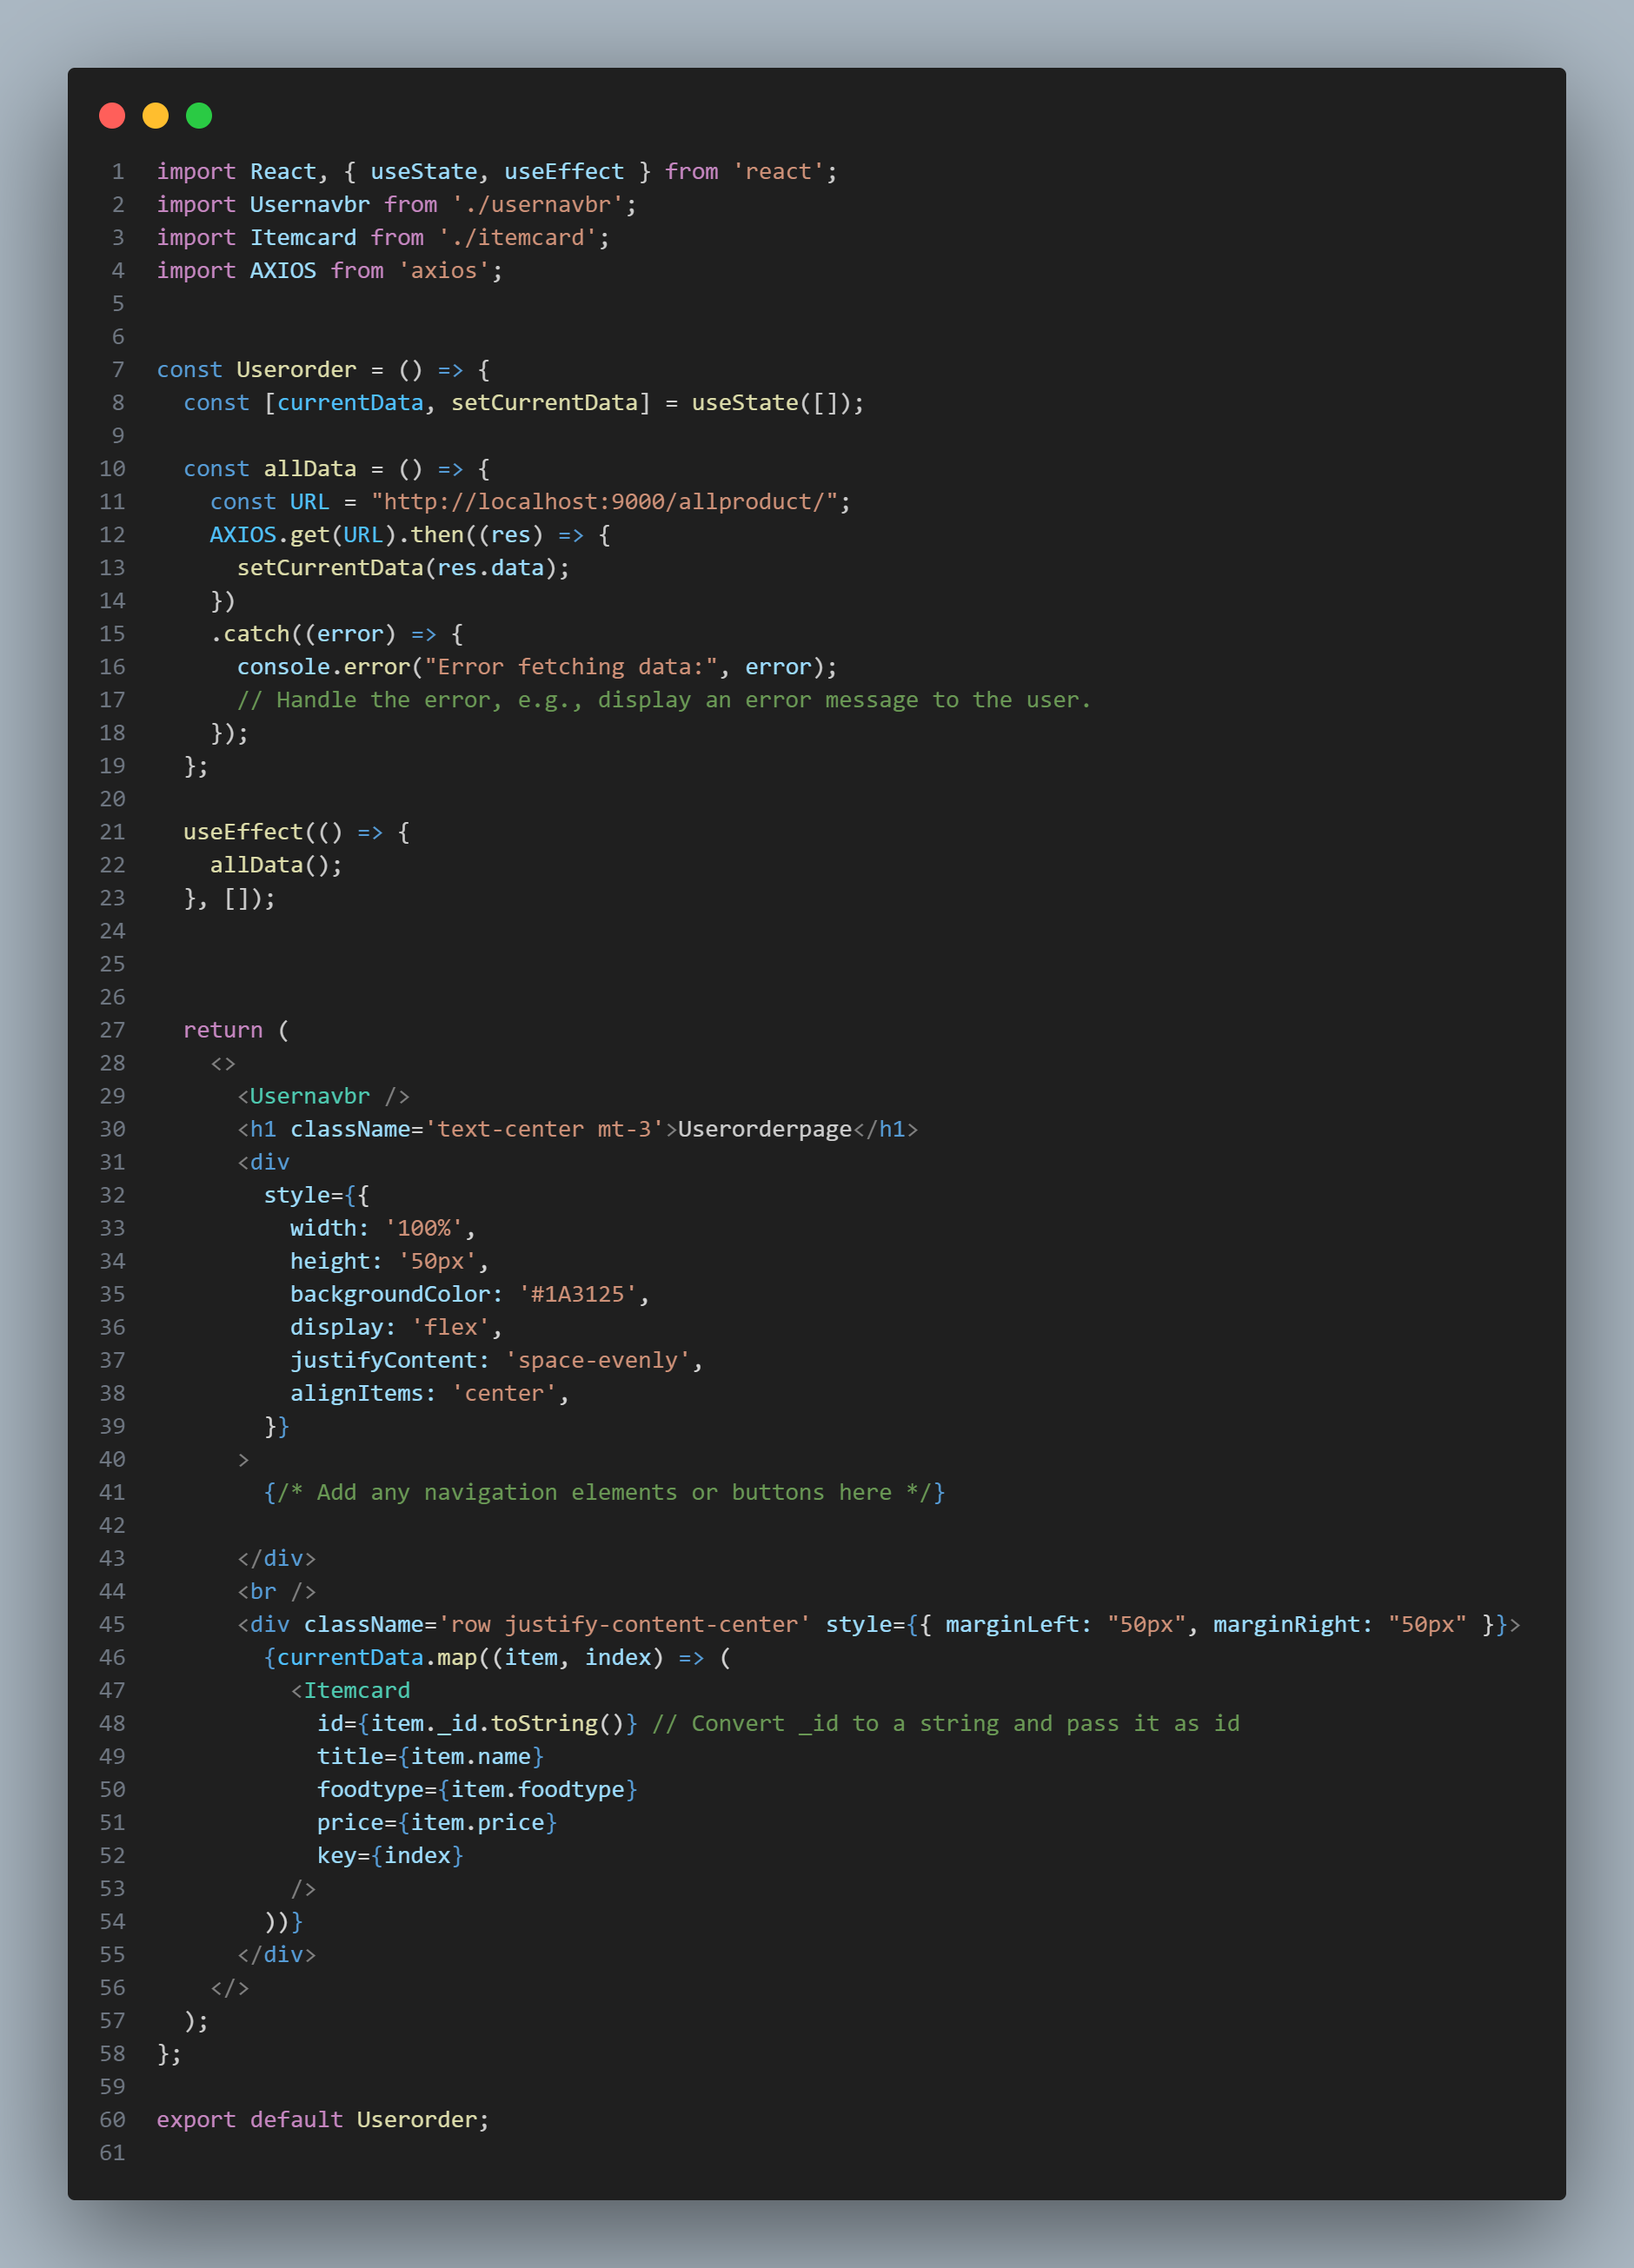 1 import React, { useState, useEffect } from 'react';
2 import Usernavbr from './usernavbr';
3 import Itemcard from './itemcard';
4 import AXIOS from 'axios';
5
6
7 const Userorder = () => {
8   const [currentData, setCurrentData] = useState([]);
9
10   const allData = () => {
11     const URL = "http://localhost:9000/allproduct/";
12     AXIOS.get(URL).then((res) => {
13       setCurrentData(res.data);
14     })
15     .catch((error) => {
16       console.error("Error fetching data:", error);
17       // Handle the error, e.g., display an error message to the user.
18     });
19   };
20
21   useEffect(() => {
22     allData();
23   }, []);
24
25
26
27   return (
28     <>
29       <Usernavbr />
30       <h1 className='text-center mt-3'>Userorderpage</h1>
31       <div
32         style={{
33           width: '100%',
34           height: '50px',
35           backgroundColor: '#1A3125',
36           display: 'flex',
37           justifyContent: 'space-evenly',
38           alignItems: 'center',
39         }}
40       >
41         {/* Add any navigation elements or buttons here */}
42
43       </div>
44       <br />
45       <div className='row justify-content-center' style={{ marginLeft: "50px", marginRight: "50px" }}>
46         {currentData.map((item, index) => (
47           <Itemcard
48             id={item._id.toString()} // Convert _id to a string and pass it as id
49             title={item.name}
50             foodtype={item.foodtype}
51             price={item.price}
52             key={index}
53           />
54         ))}
55       </div>
56     </>
57   );
58 };
59
60 export default Userorder;
61